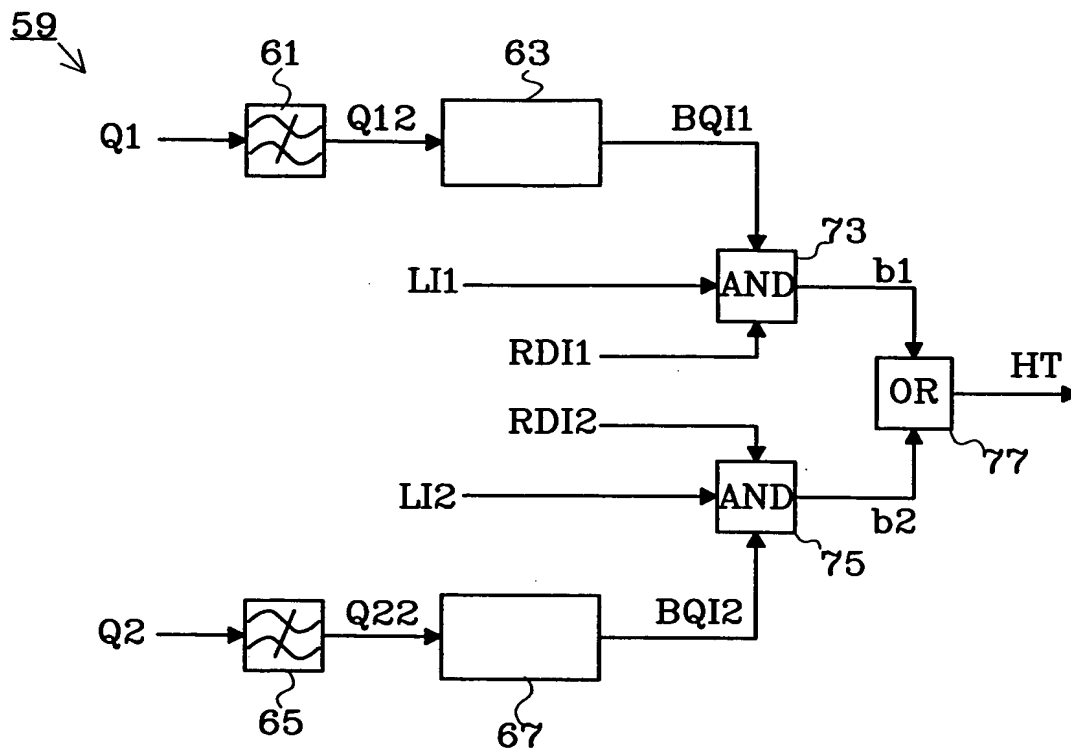 59
61
63
Q1
Q12
BQI1
73
LI1
AND
b1
RDI1
OR
HT
RDI2
77
LI2
AND
b2
75
Q2
Q22
BQI2
65
67